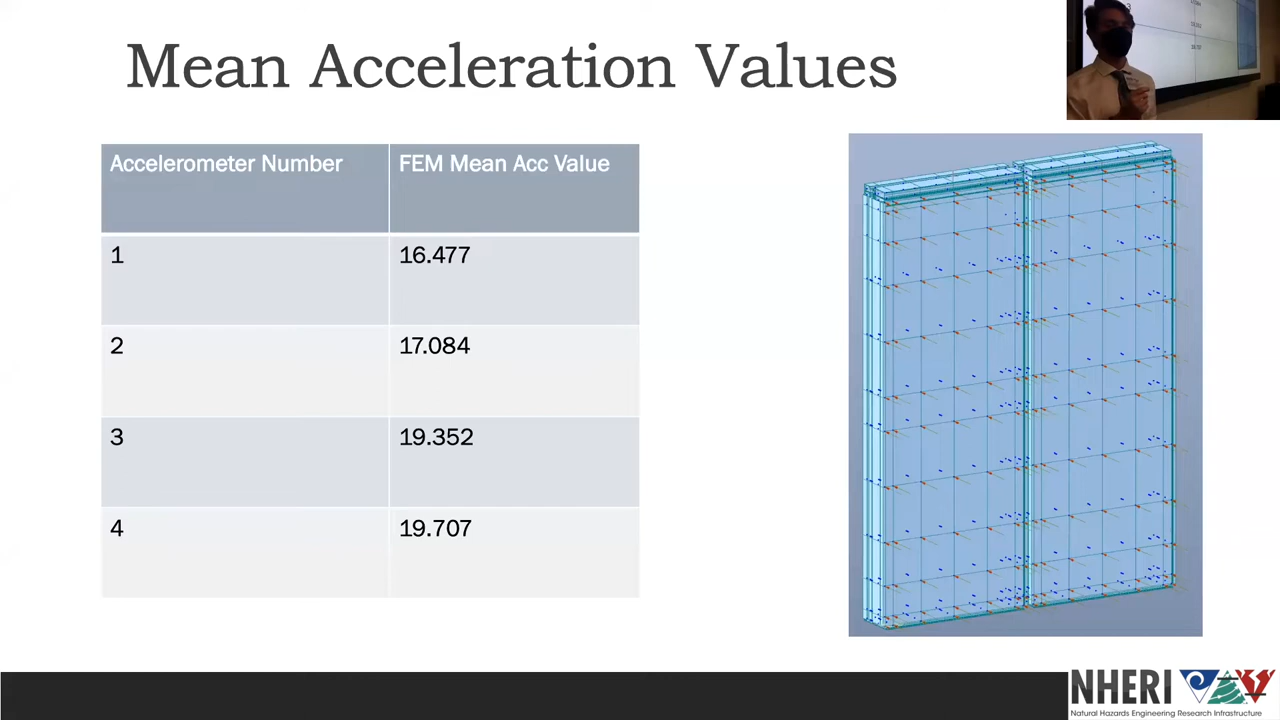 Mean Acceleration Values
Accelerometer Number
FEM Mean Acc Value
1
16.477
2
17.084
3
19.352
4
19.707
NHERI
Natural Hazards Engineering Research Infrastructure